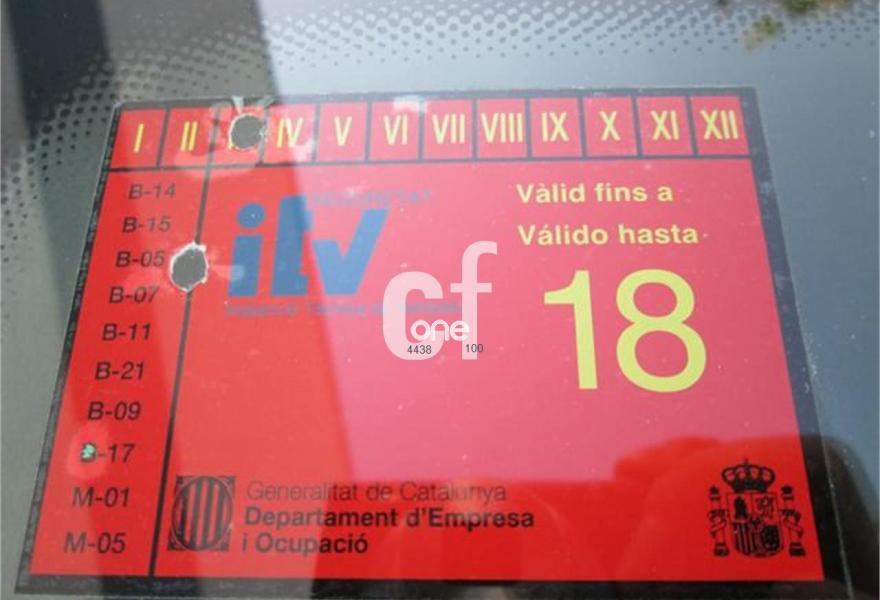 I II IV V VI VII VIII IX X XI XII
B-14
B-15
B-05
B-07
B-11
B-21
B-09
B-17
M-01
M-05
SEGURETAT
itv
Vàlid fins a
Válido hasta
18
cf
one
4438 100
Generalitat de Catalunya
Departament d'Empresa
i Ocupació